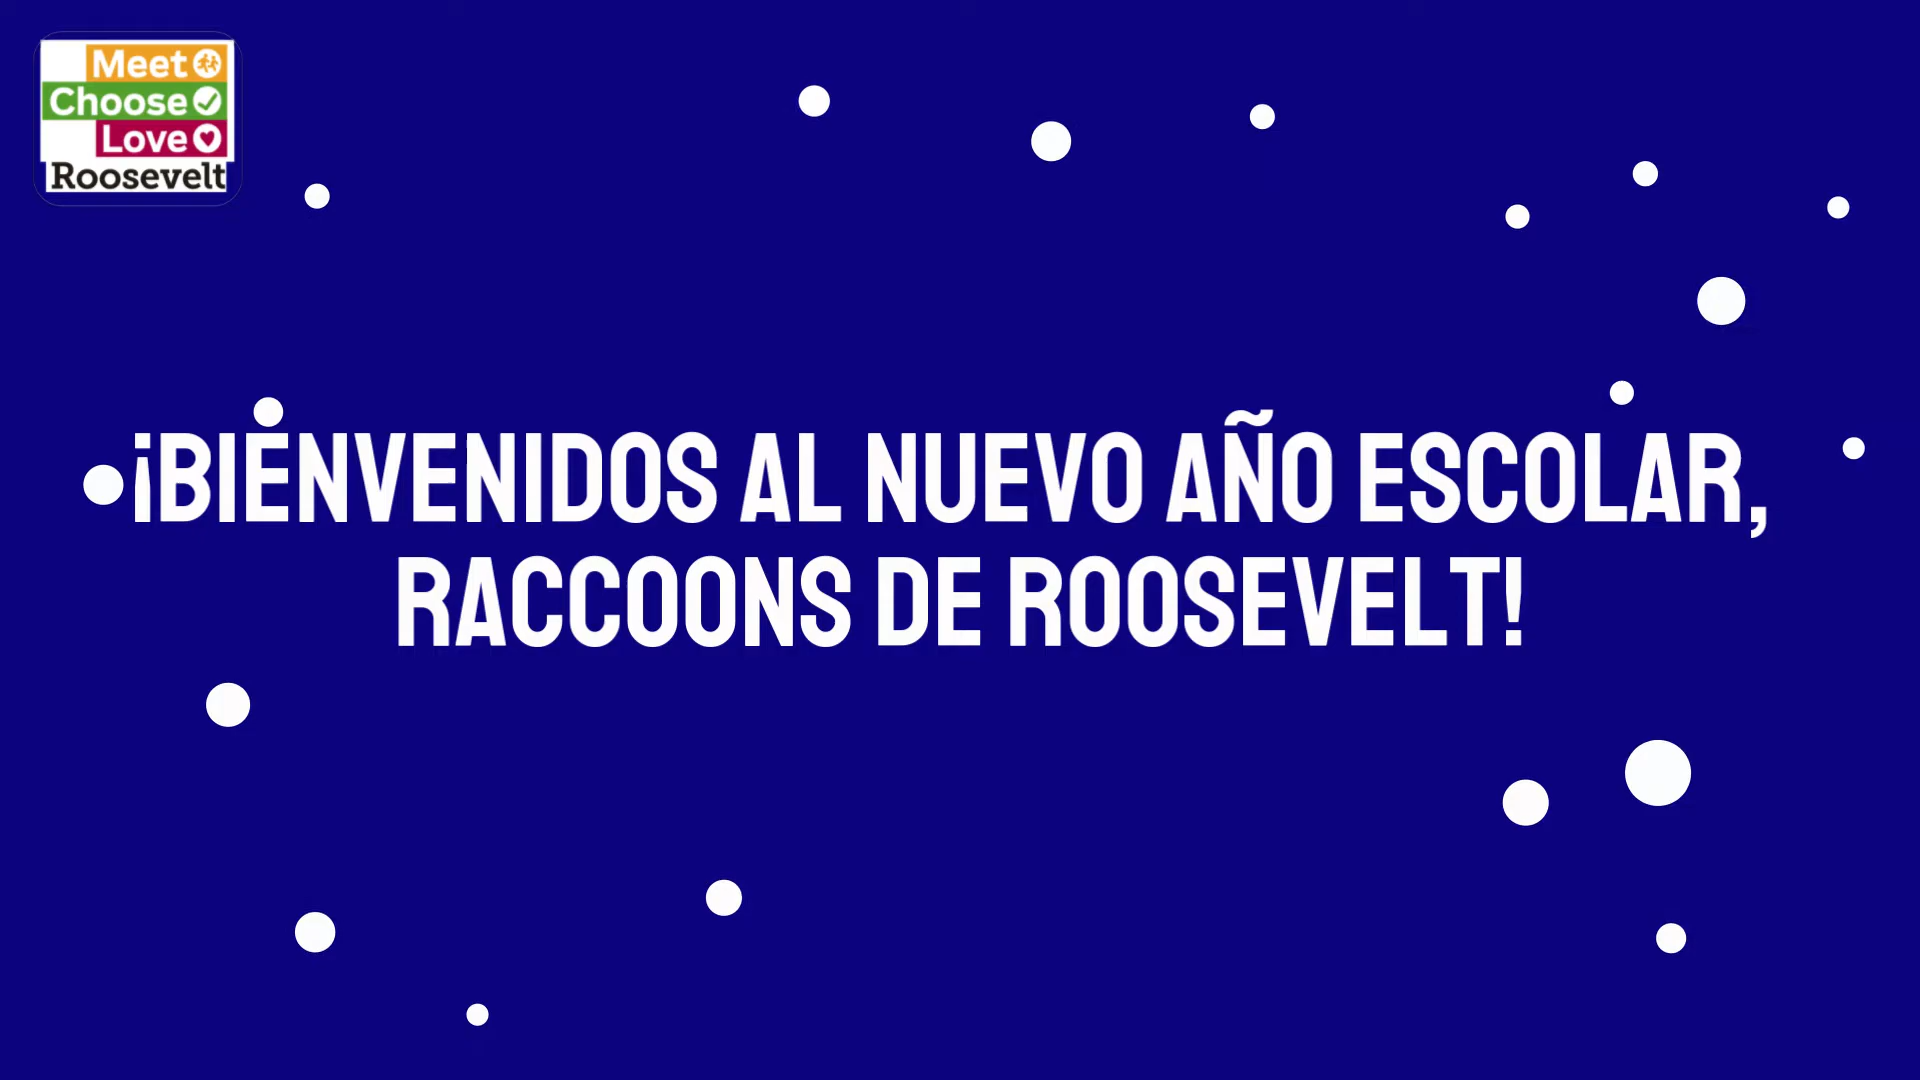 Meet
Choose
Love
Roosevelt
¡BIENVENIDOS AL NUEVO AÑO ESCOLAR,
RACCOONS DE ROOSEVELT!